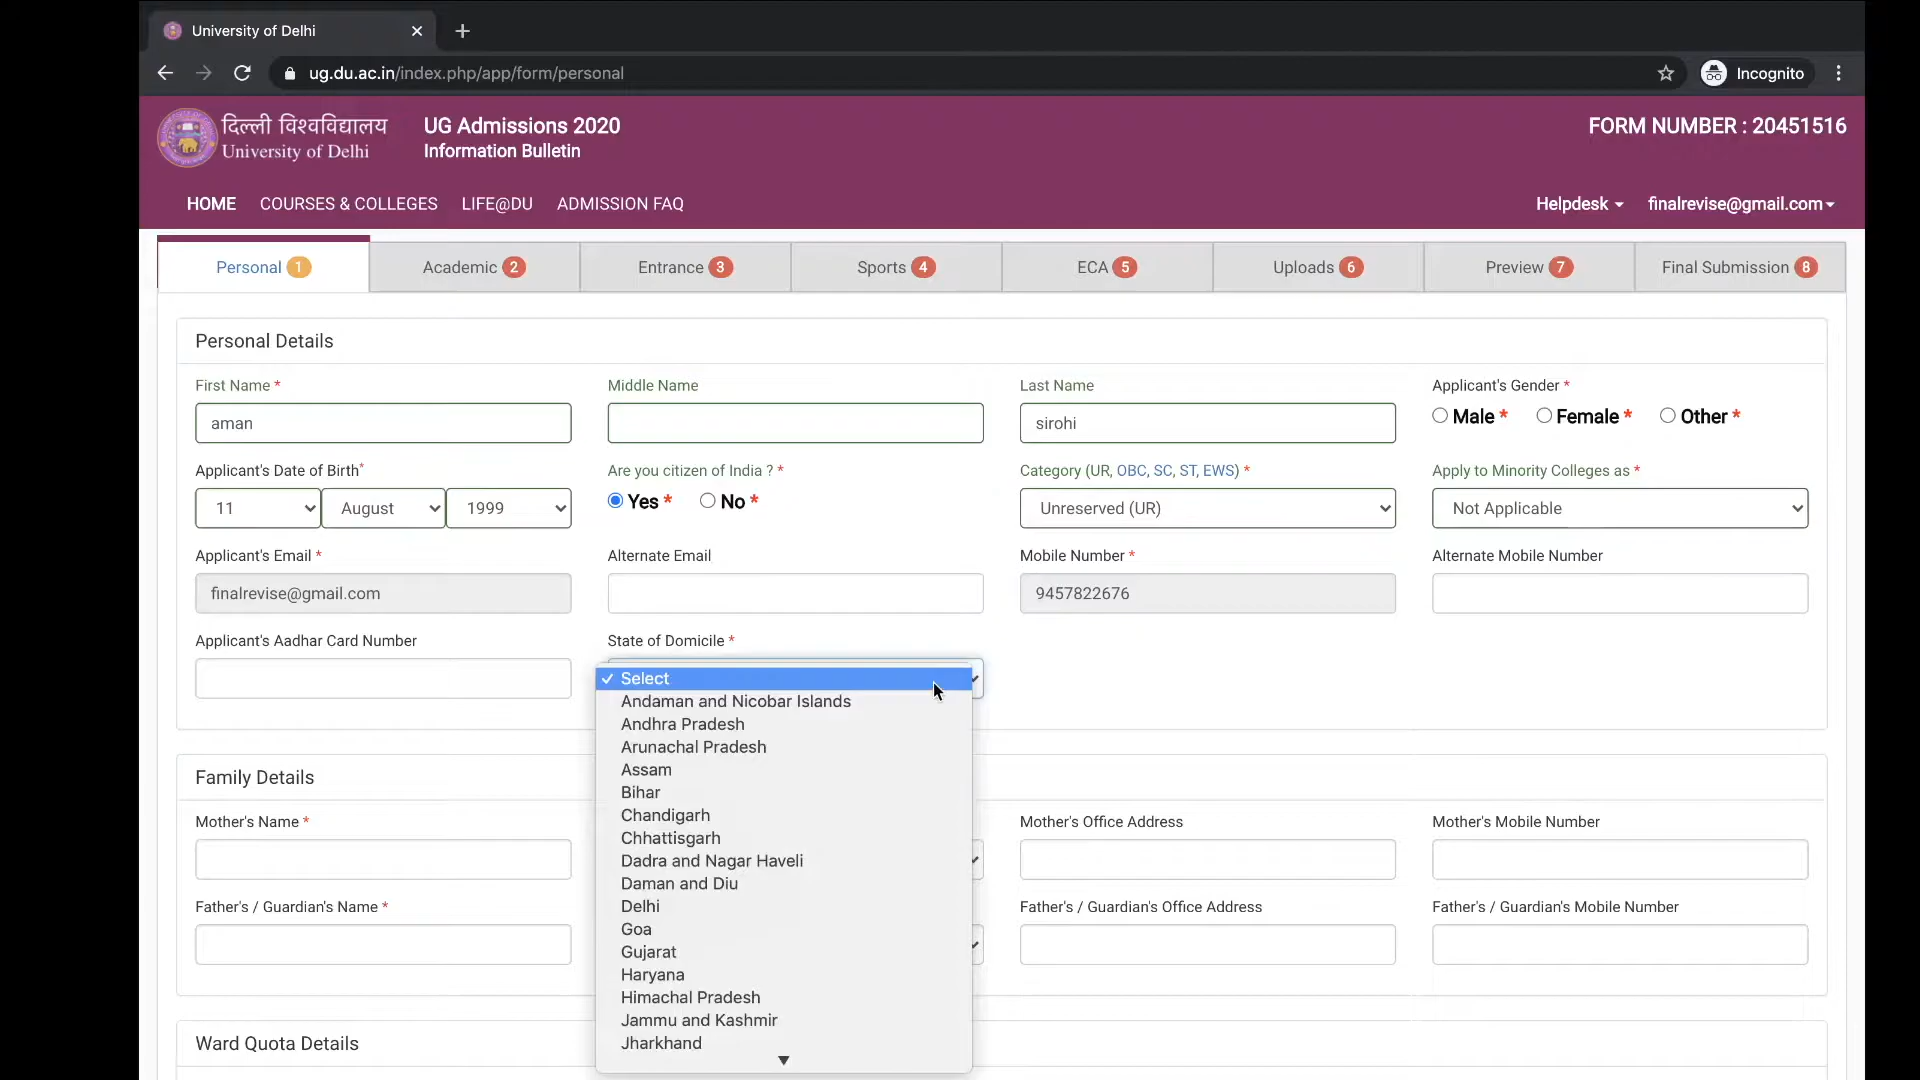 University of Delhi
ug.du.ac.in/index.php/app/form/personal
Incognito
दिल्ली विश्वविद्यालय
University of Delhi
UG Admissions 2020
Information Bulletin
FORM NUMBER : 20451516
HOME COURSES & COLLEGES LIFE@DU ADMISSION FAQ
Helpdesk finalrevise@gmail.com
Personal 1 Academic 2 Entrance 3 Sports 4 ECA 5 Uploads 6 Preview 7 Final Submission 8
Personal Details
First Name * Middle Name Last Name Applicant's Gender *
aman sirohi Male * Female * Other *
Applicant's Date of Birth* Are you citizen of India ? * Category (UR, OBC, SC, ST, EWS) * Apply to Minority Colleges as *
11 August 1999 Yes * No * Unreserved (UR) Not Applicable
Applicant's Email * Alternate Email Mobile Number * Alternate Mobile Number
finalrevise@gmail.com 9457822676
Applicant's Aadhar Card Number State of Domicile *
✓ Select
Andaman and Nicobar Islands
Andhra Pradesh
Arunachal Pradesh
Assam
Bihar
Chandigarh
Chhattisgarh
Dadra and Nagar Haveli
Daman and Diu
Delhi
Goa
Gujarat
Haryana
Himachal Pradesh
Jammu and Kashmir
Jharkhand
Family Details
Mother's Name * Mother's Office Address Mother's Mobile Number
Father's / Guardian's Name * Father's / Guardian's Office Address Father's / Guardian's Mobile Number
Ward Quota Details